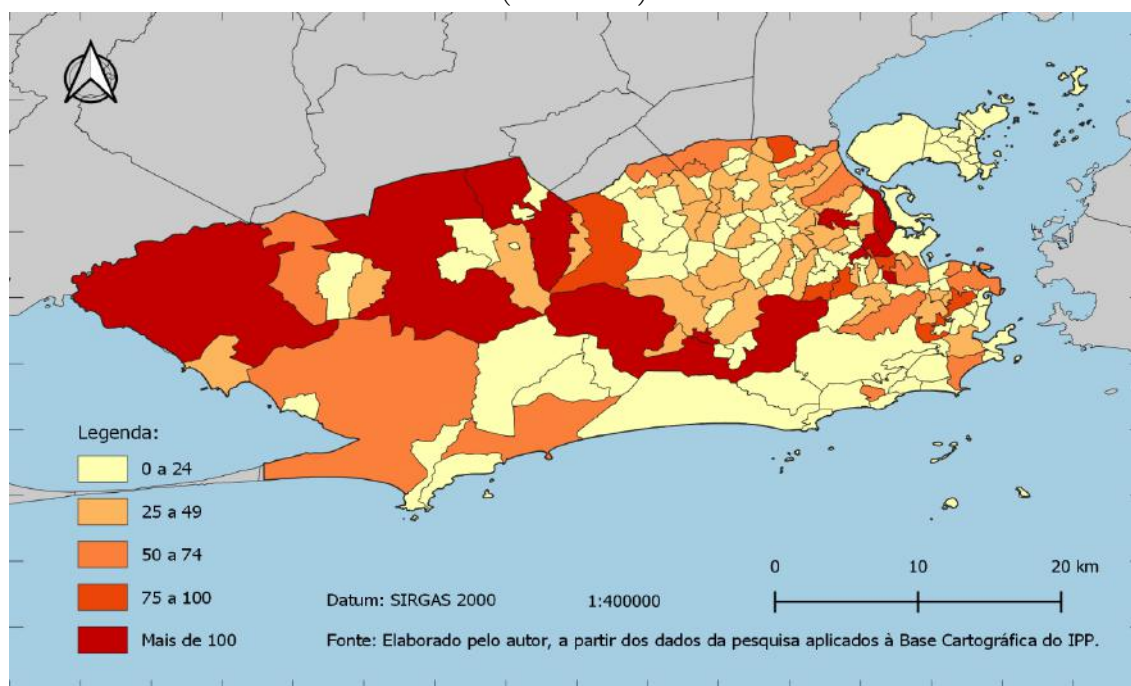 Legenda:
0 a 24
25 a 49
50 a 74
75 a 100
Mais de 100
0 10 20 km
Datum: SIRGAS 2000 1:400000
Fonte: Elaborado pelo autor, a partir dos dados da pesquisa aplicados à Base Cartográfica do IPP.